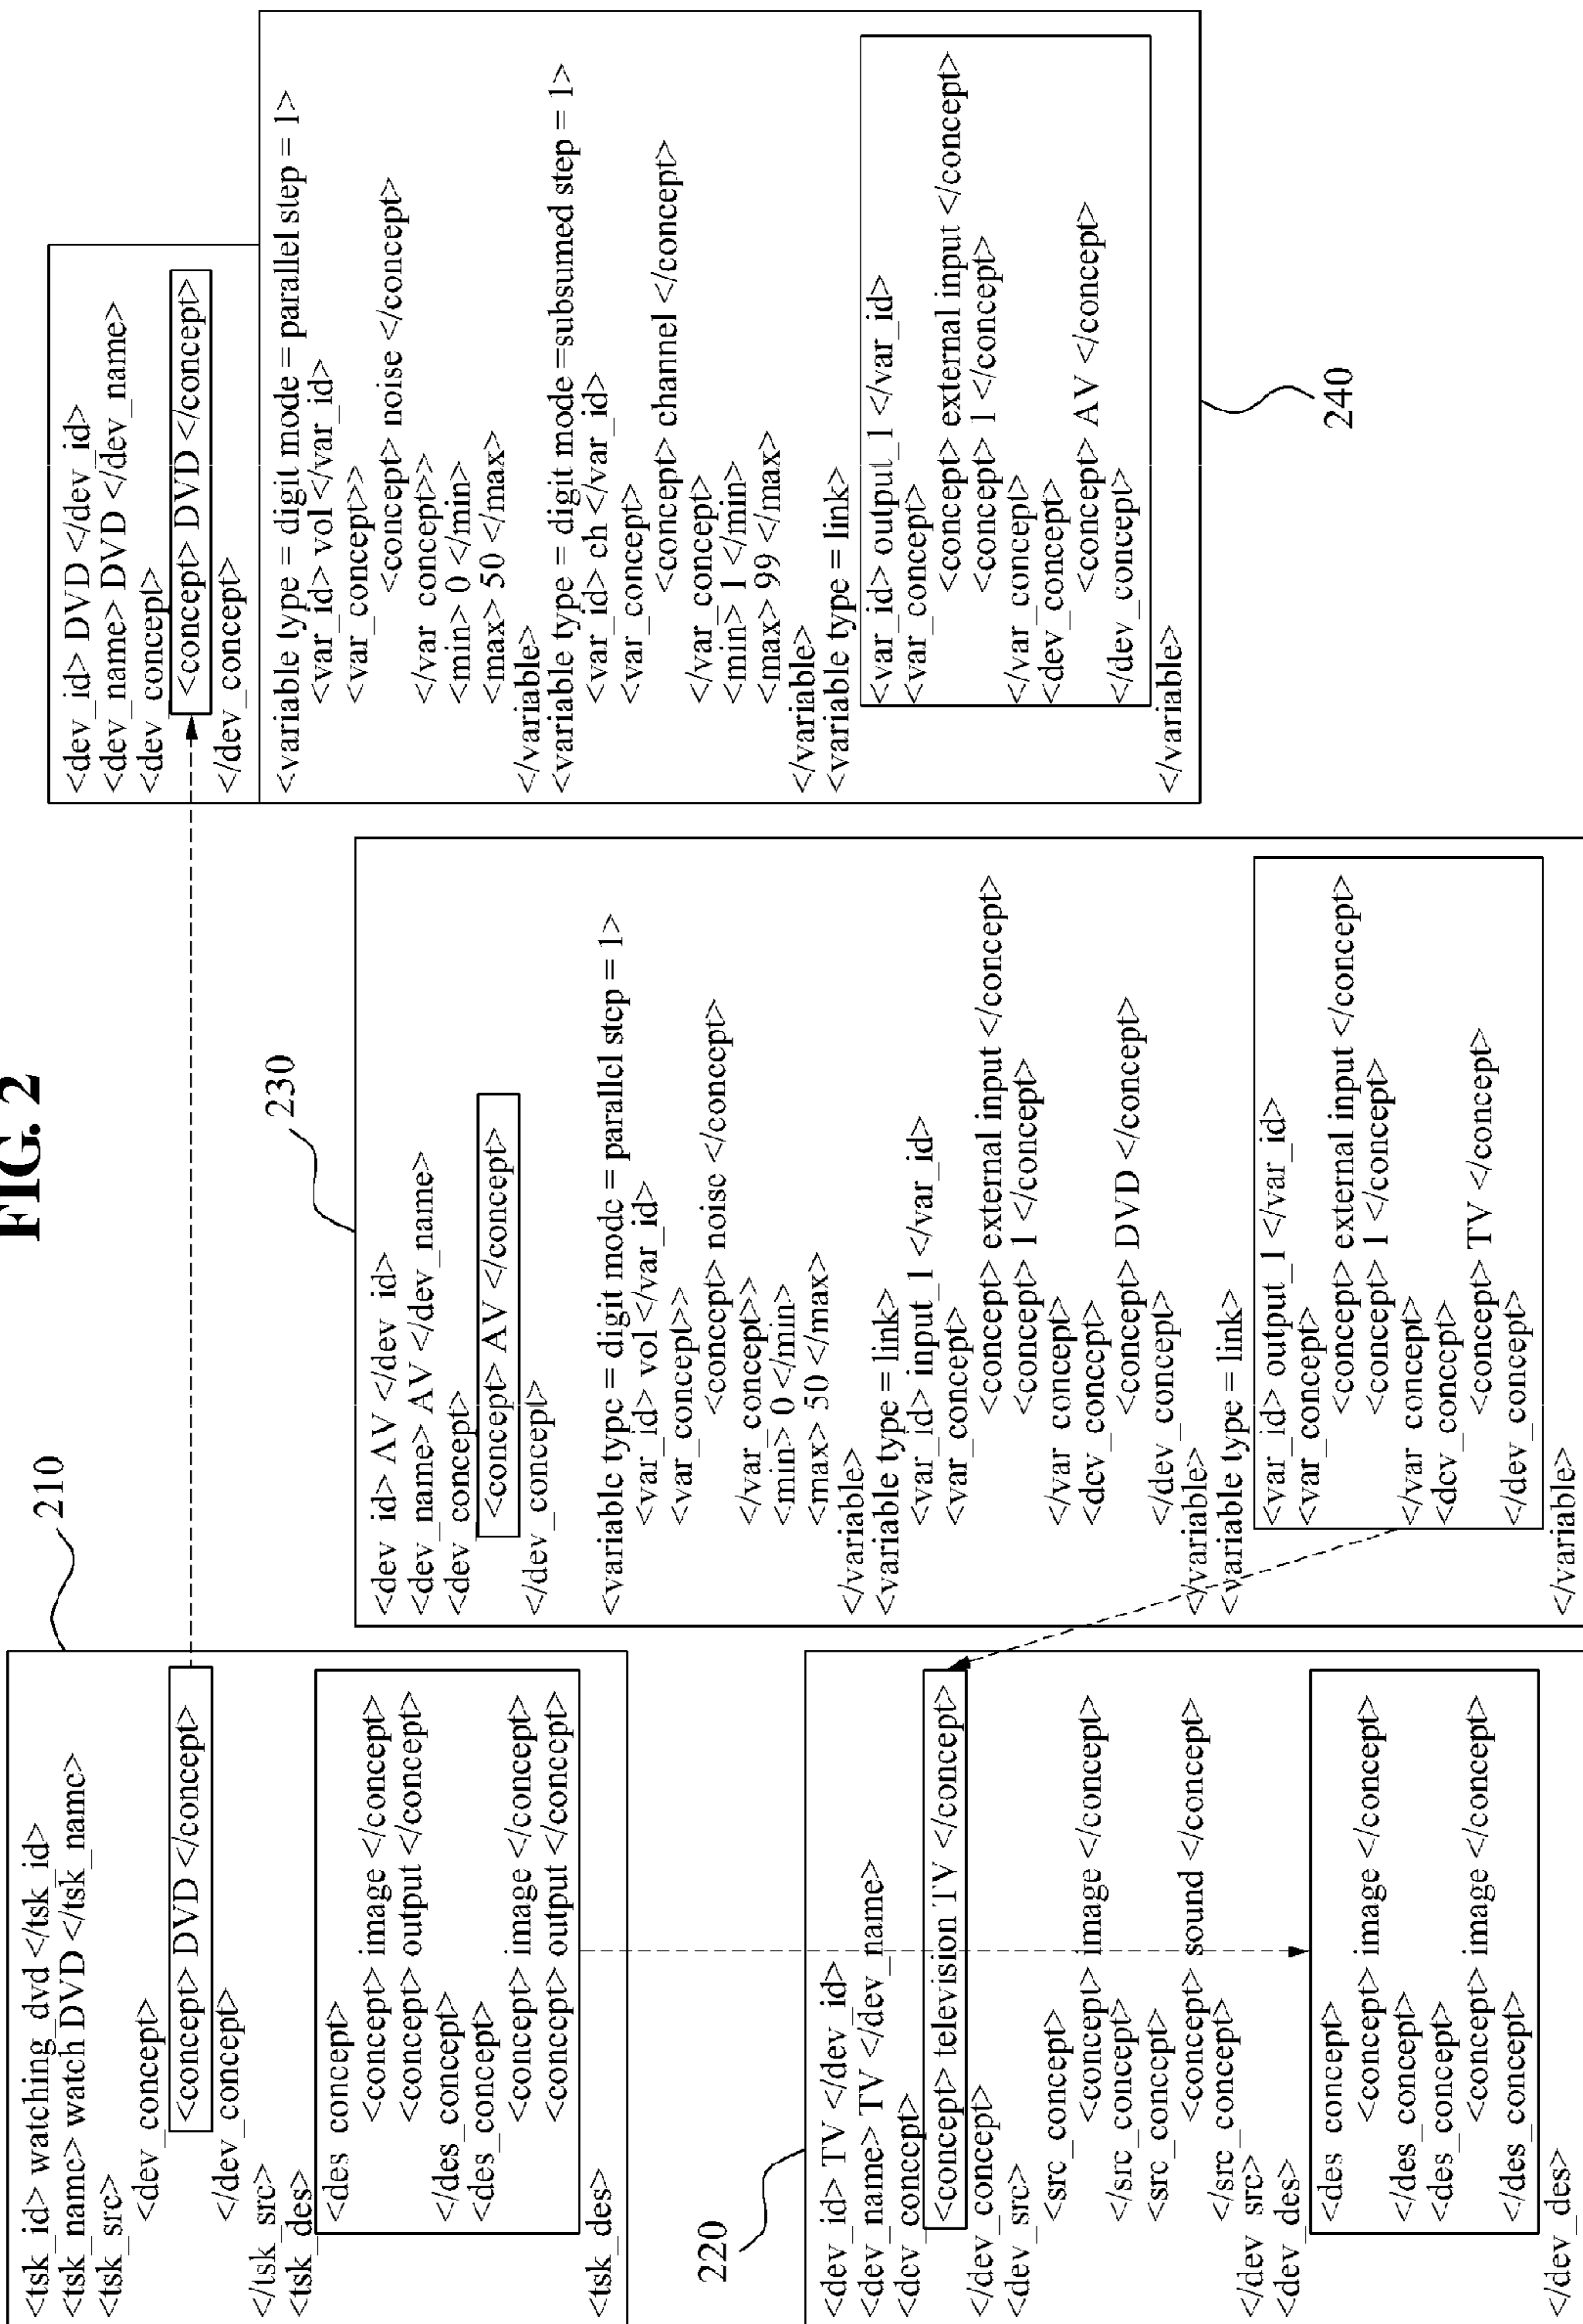 FIG. 2
210
<tsk_id> watching_dvd </tsk_id>
<tsk_name> watch DVD </tsk_name>
<tsk_src>
<dev_concept>
<concept> DVD </concept>
</dev_concept>
</tsk_src>
<tsk_des>
<des_concept>
<concept> image </concept>
<concept> output </concept>
</des_concept>
<des_concept>
<concept> image </concept>
<concept> output </concept>
<tsk_des>
220
<dev_id> TV </dev_id>
<dev_name> TV </dev_name>
<dev_concept>
<concept> television TV </concept>
</dev_concept>
<dev_src>
<src_concept>
<concept> image </concept>
</src_concept>
<src_concept>
<concept> sound </concept>
</src_concept>
</dev_src>
<dev_des>
<des_concept>
<concept> image </concept>
</des_concept>
<des_concept>
<concept> image </concept>
</des_concept>
</dev_des>
230
<dev_id> AV </dev_id>
<dev_name> AV </dev_name>
<dev_concept>
<concept> AV </concept>
</dev_concept>
<variable type = digit mode = parallel step = 1>
<var_id> vol </var_id>
<var_concept>>
<concept> noise </concept>
</var_concept>>
<min> 0 </min>
<max> 50 </max>
</variable>
<variable type = link>
<var_id> input_1 </var_id>
<var_concept>
<concept> external input </concept>
<concept> 1 </concept>
</var_concept>
<dev_concept>
<concept> DVD </concept>
</dev_concept>
</variable>
<variable type = link>
<var_id> output_1 </var_id>
<var_concept>
<concept> external input </concept>
<concept> 1 </concept>
</var_concept>
<dev_concept>
<concept> TV </concept>
</dev_concept>
</variable>
<dev_id> DVD </dev_id>
<dev_name> DVD </dev_name>
<dev_concept>
<concept> DVD </concept>
</dev_concept>
<variable type = digit mode = parallel step = 1>
<var_id> vol </var_id>
<var_concept>>
<concept> noise </concept>
</var_concept>>
<min> 0 </min>
<max> 50 </max>
</variable>
<variable type = digit mode =subsumed step = 1>
<var_id> ch </var_id>
<var_concept>
<concept> channel </concept>
</var_concept>
<min> 1 </min>
<max> 99 </max>
</variable>
<variable type = link>
<var_id> output_1 </var_id>
<var_concept>
<concept> external input </concept>
<concept> 1 </concept>
</var_concept>
<dev_concept>
<concept> AV </concept>
</dev_concept>
</variable>
240